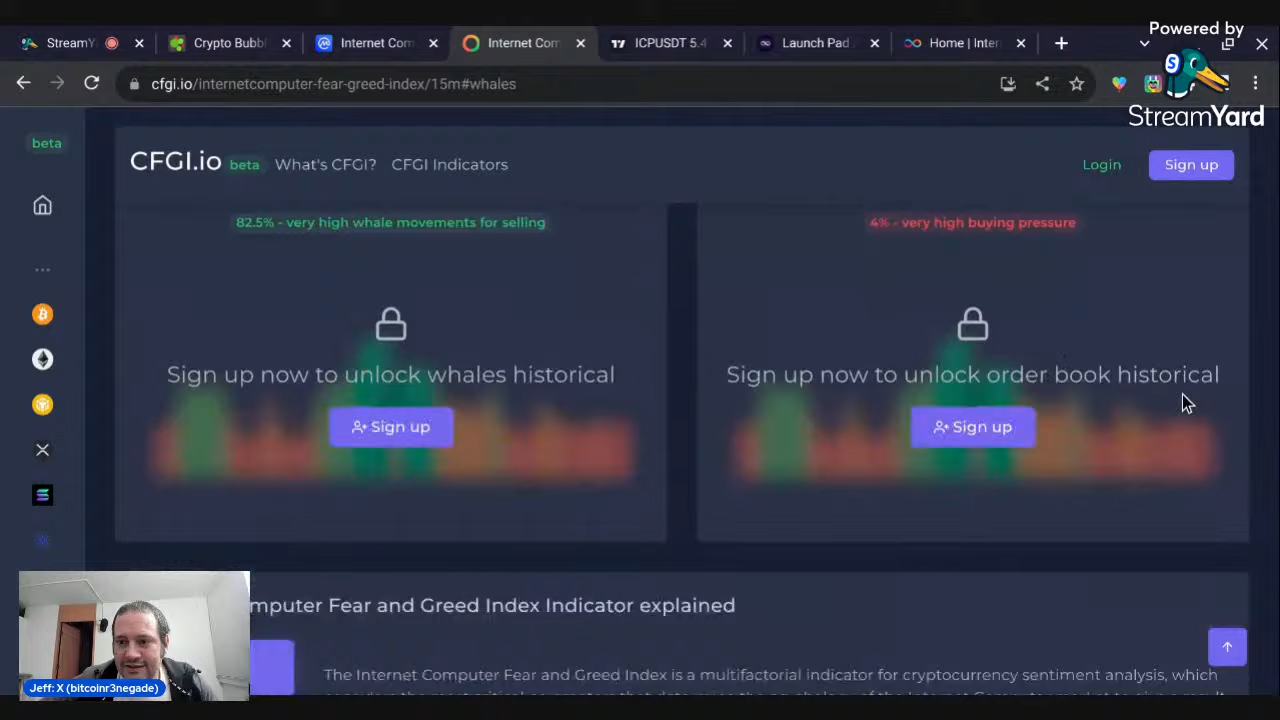 Powered by
StreamYard
StreamY
Crypto Bubbl
Internet Com
Internet Com
ICPUSDT 5.4
Launch Pad
Home | Inter
cfgi.io/internetcomputer-fear-greed-index/15m#whales
beta
CFGI.io beta
What's CFGI?
CFGI Indicators
Login
Sign up
82.5% - very high whale movements for selling
4% - very high buying pressure
Sign up now to unlock whales historical
Sign up now to unlock order book historical
Sign up
Sign up
mputer Fear and Greed Index Indicator explained
The Internet Computer Fear and Greed Index is a multifactorial indicator for cryptocurrency sentiment analysis, which
Jeff: X (bitcoinr3negade)